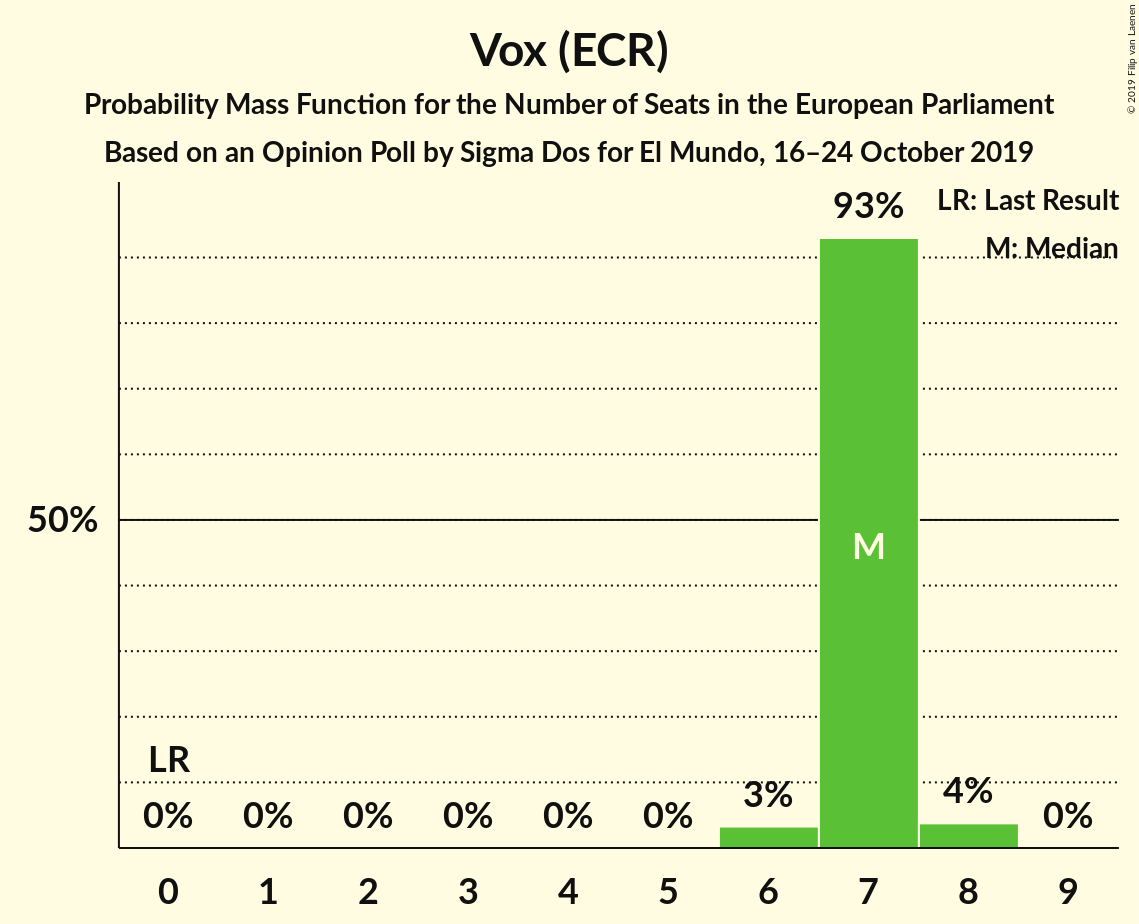 Vox (ECR)
Probability Mass Function for the Number of Seats in the European Parliament
Based on an Opinion Poll by Sigma Dos for El Mundo, 16–24 October 2019
© 2019 Filip van Laenen
LR: Last Result
M: Median
93%
50%
M
LR
0% 0% 0% 0% 0% 0% 3% 4% 0%
0 1 2 3 4 5 6 7 8 9